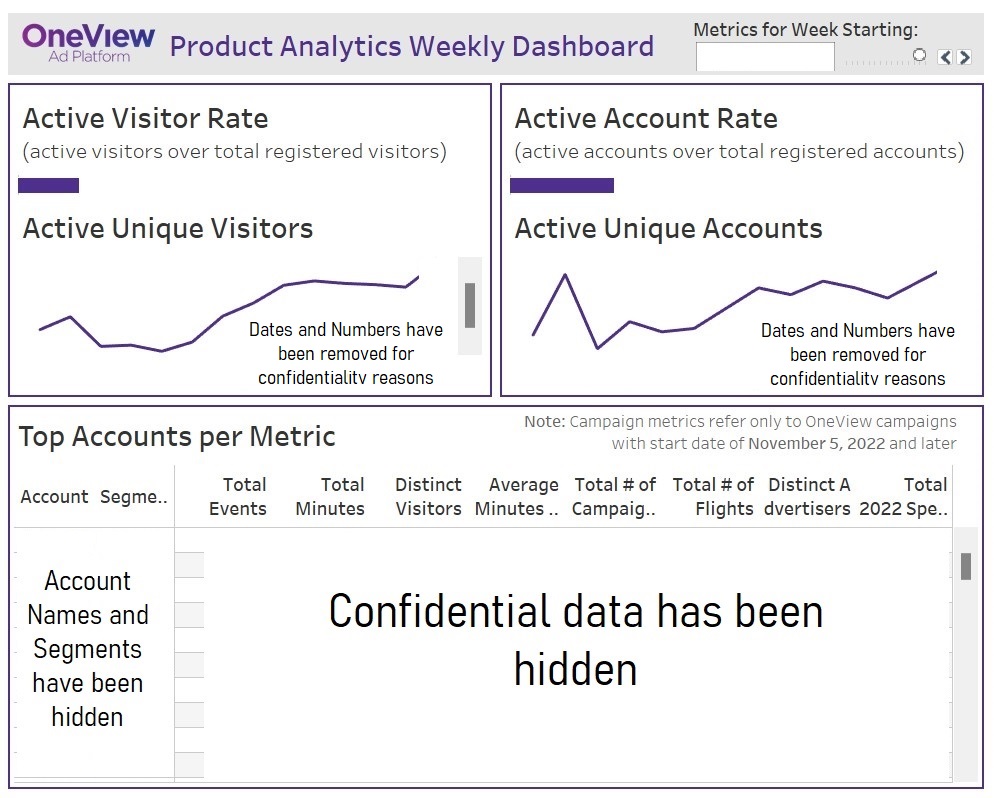 OneView
Ad Platform
Product Analytics Weekly Dashboard
Metrics for Week Starting:
Active Visitor Rate
(active visitors over total registered visitors)
Active Unique Visitors
Dates and Numbers have
been removed for
confidentiality reasons
Active Account Rate
(active accounts over total registered accounts)
Active Unique Accounts
Dates and Numbers have
been removed for
confidentiality reasons
Top Accounts per Metric
Note: Campaign metrics refer only to OneView campaigns
with start date of November 5, 2022 and later
Account Segme.. Total Total Distinct Average Total # of Total # of Distinct A Total
Events Minutes Visitors Minutes .. Campaig.. Flights dvertisers 2022 Spe..
Account
Names and
Segments
have been
hidden
Confidential data has been
hidden